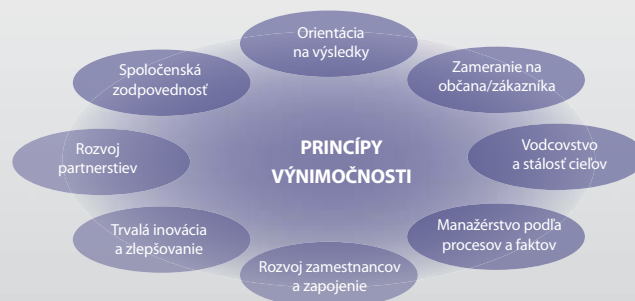 Orientácia
na výsledky
Spoločenská
zodpovednosť
Zameranie na
občana/zákazníka
Rozvoj
partnerstiev
PRINCÍPY
VÝNIMOČNOSTI
Vodcovstvo
a stálosť cieľov
Trvalá inovácia
a zlepšovanie
Manažérstvo podľa
procesov a faktov
Rozvoj zamestnancov
a zapojenie